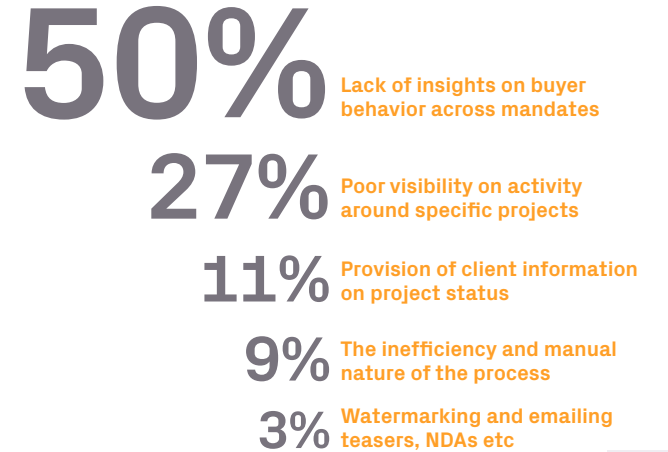 50%
Lack of insights on buyer
behavior across mandates
27%
Poor visibility on activity
around specific projects
11%
Provision of client information
on project status
9%
The inefficiency and manual
nature of the process
3%
Watermarking and emailing
teasers, NDAs etc